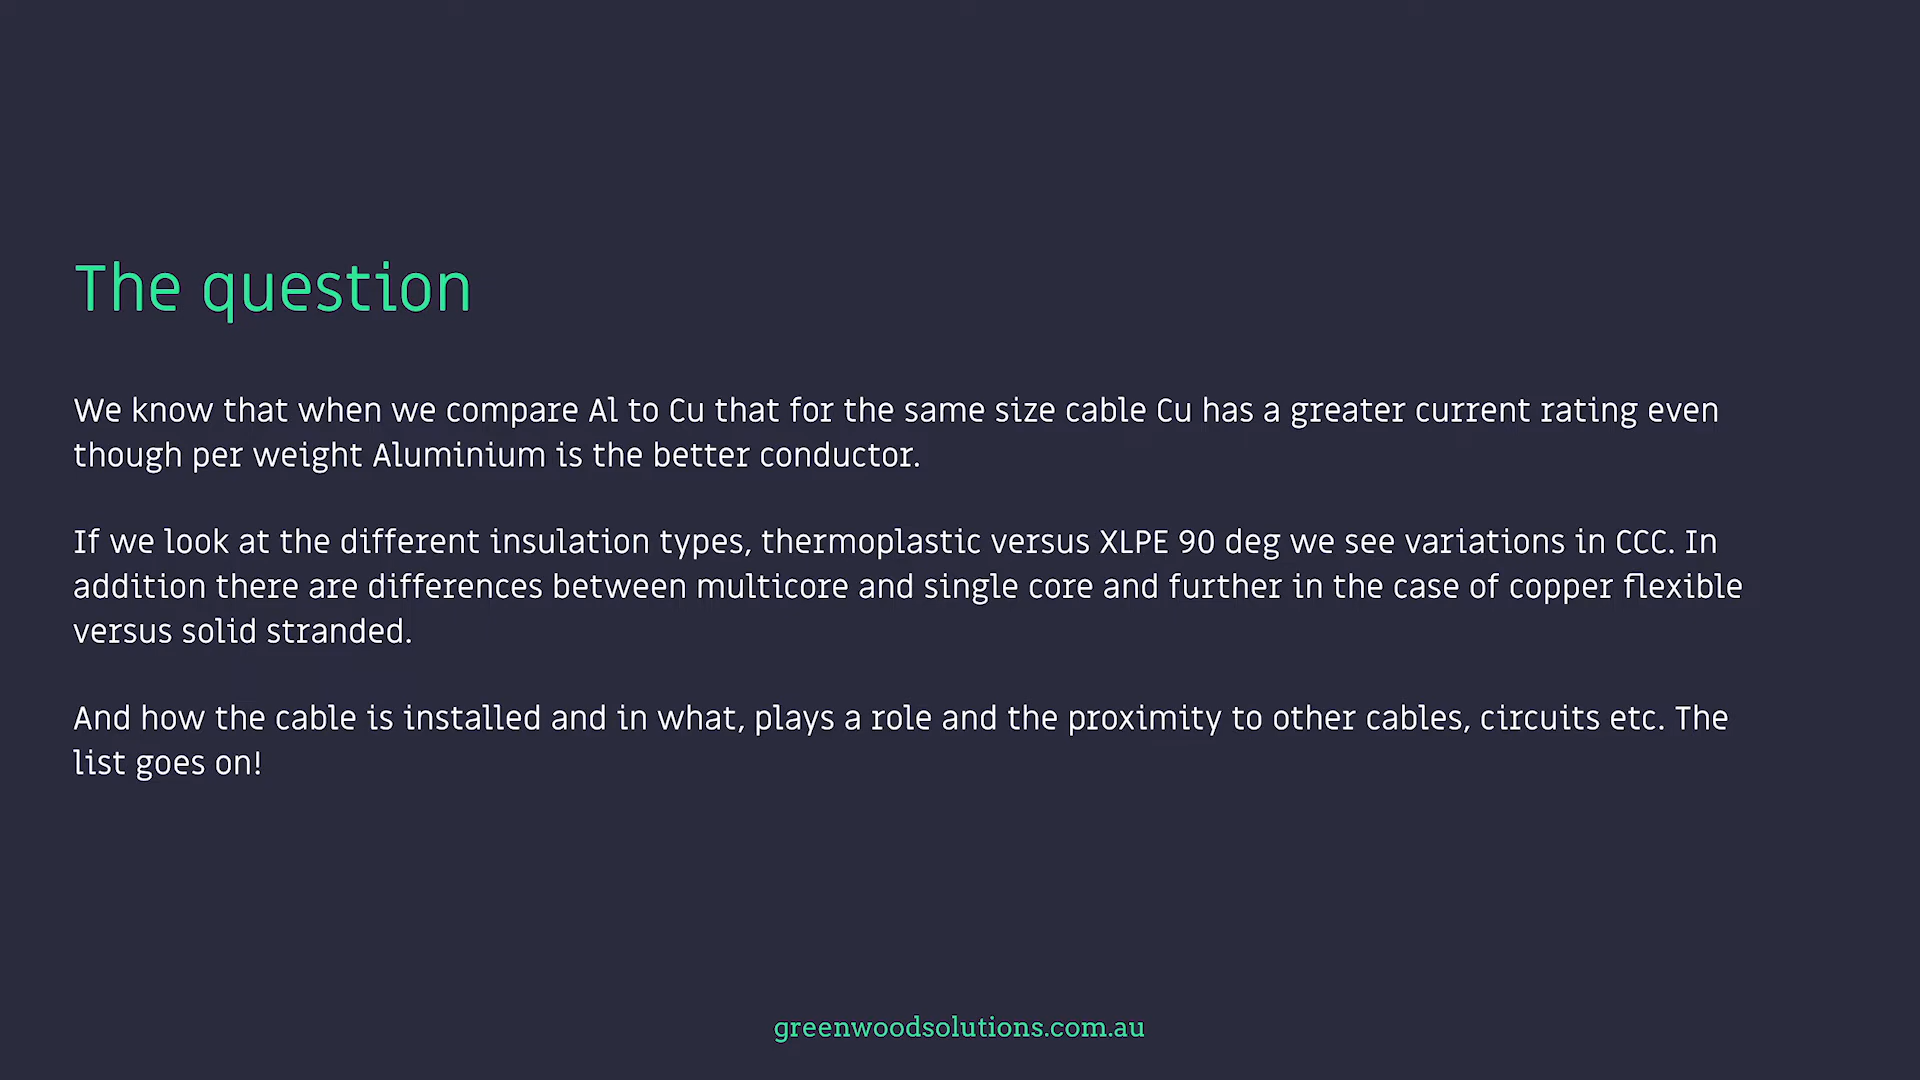 The question
We know that when we compare Al to Cu that for the same size cable Cu has a greater current rating even
though per weight Aluminium is the better conductor.
If we look at the different insulation types, thermoplastic versus XLPE 90 deg we see variations in CCC. In
addition there are differences between multicore and single core and further in the case of copper flexible
versus solid stranded.
And how the cable is installed and in what, plays a role and the proximity to other cables, circuits etc. The
list goes on!
greenwoodsolutions.com.au